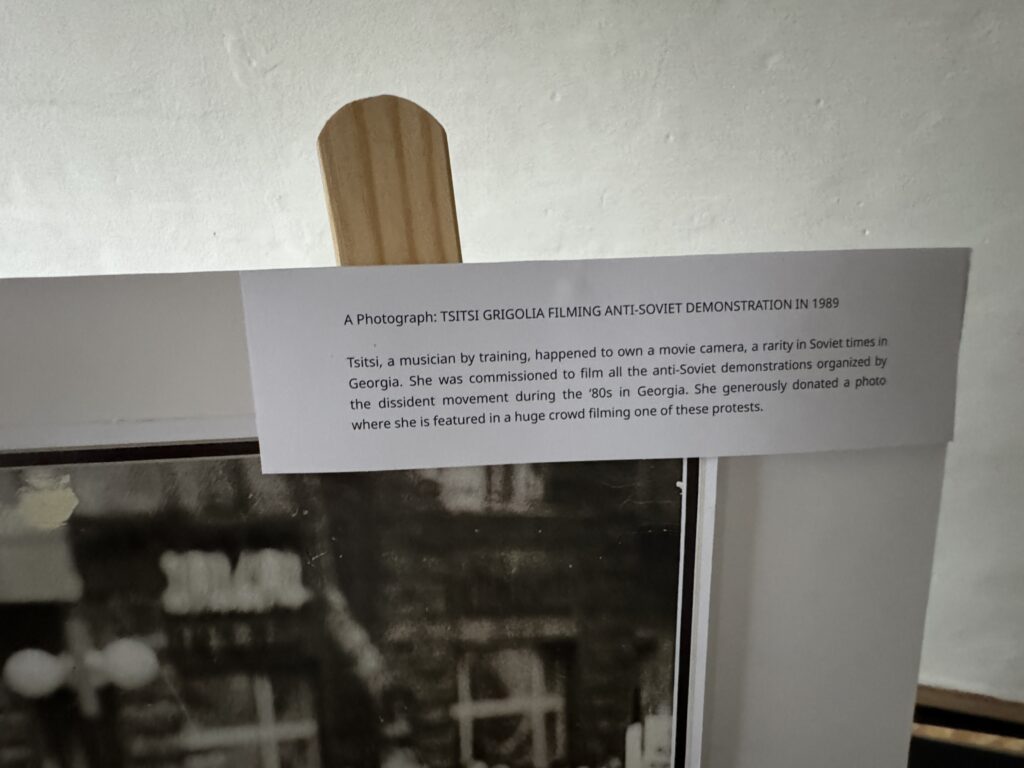 A Photograph: TSITSI GRIGOLIA FILMING ANTI-SOVIET DEMONSTRATION IN 1989
Tsitsi, a musician by training, happened to own a movie camera, a rarity in Soviet times in
Georgia. She was commissioned to film all the anti-Soviet demonstrations organized by
the dissident movement during the '80s in Georgia. She generously donated a photo
where she is featured in a huge crowd filming one of these protests.